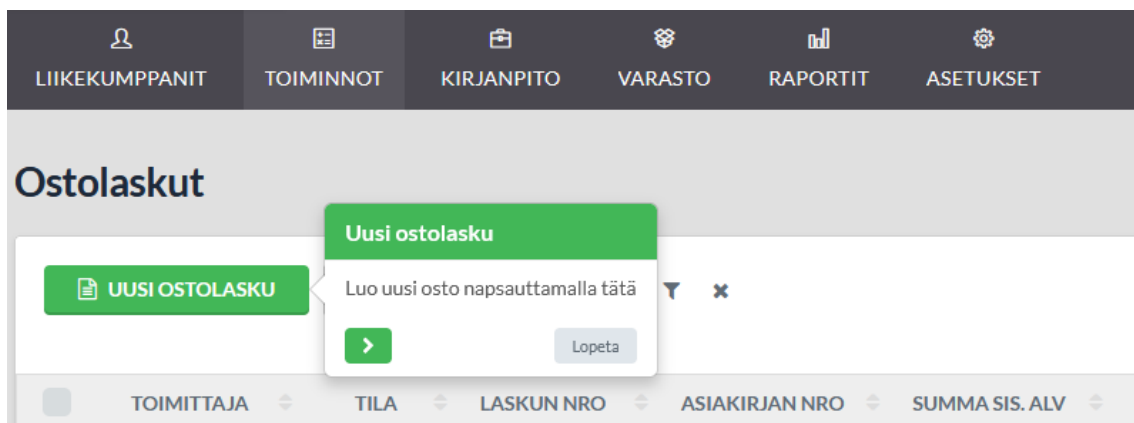 LIIKEKUMPPANIT TOIMINNOT KIRJANPITO VARASTO RAPORTIT ASETUKSET
Ostolaskut
Uusi ostolasku
UUSI OSTOLASKU
Luo uusi osto napsauttamalla tätä
Lopeta
TOIMITTAJA TILA LASKUN NRO ASIAKIRJAN NRO SUMMA SIS. ALV